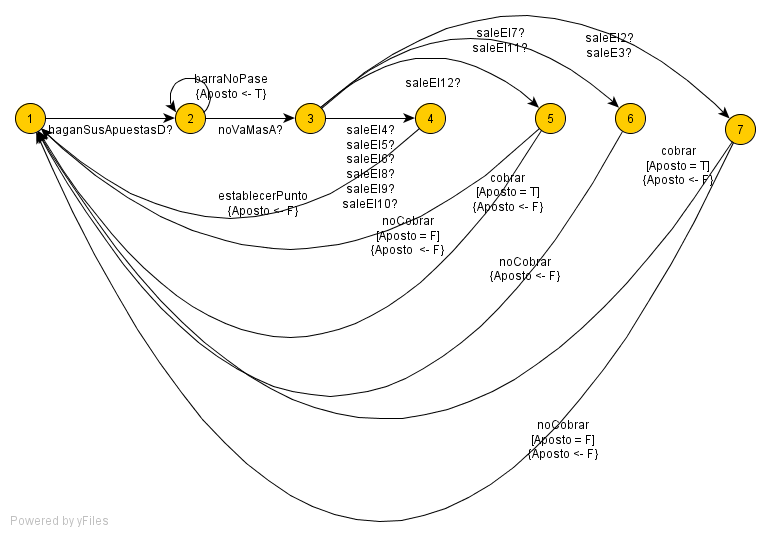 saleEl7?
saleEl11?
saleEl2?
saleE3?
barraNoPase
{Aposto <- T}
saleEl12?
1
2
3
4
5
6
7
haganSusApuestasD?
noVaMasA?
saleEl4?
saleEl5?
saleEl6?
saleEl8?
saleEl9?
saleEl10?
cobrar
[Aposto = T]
{Aposto <- F}
cobrar
[Aposto = T]
{Aposto <- F}
establecerPunto
{Aposto <- F}
noCobrar
[Aposto = F]
{Aposto <- F}
noCobrar
{Aposto <- F}
noCobrar
[Aposto = F]
{Aposto <- F}
Powered by yFiles